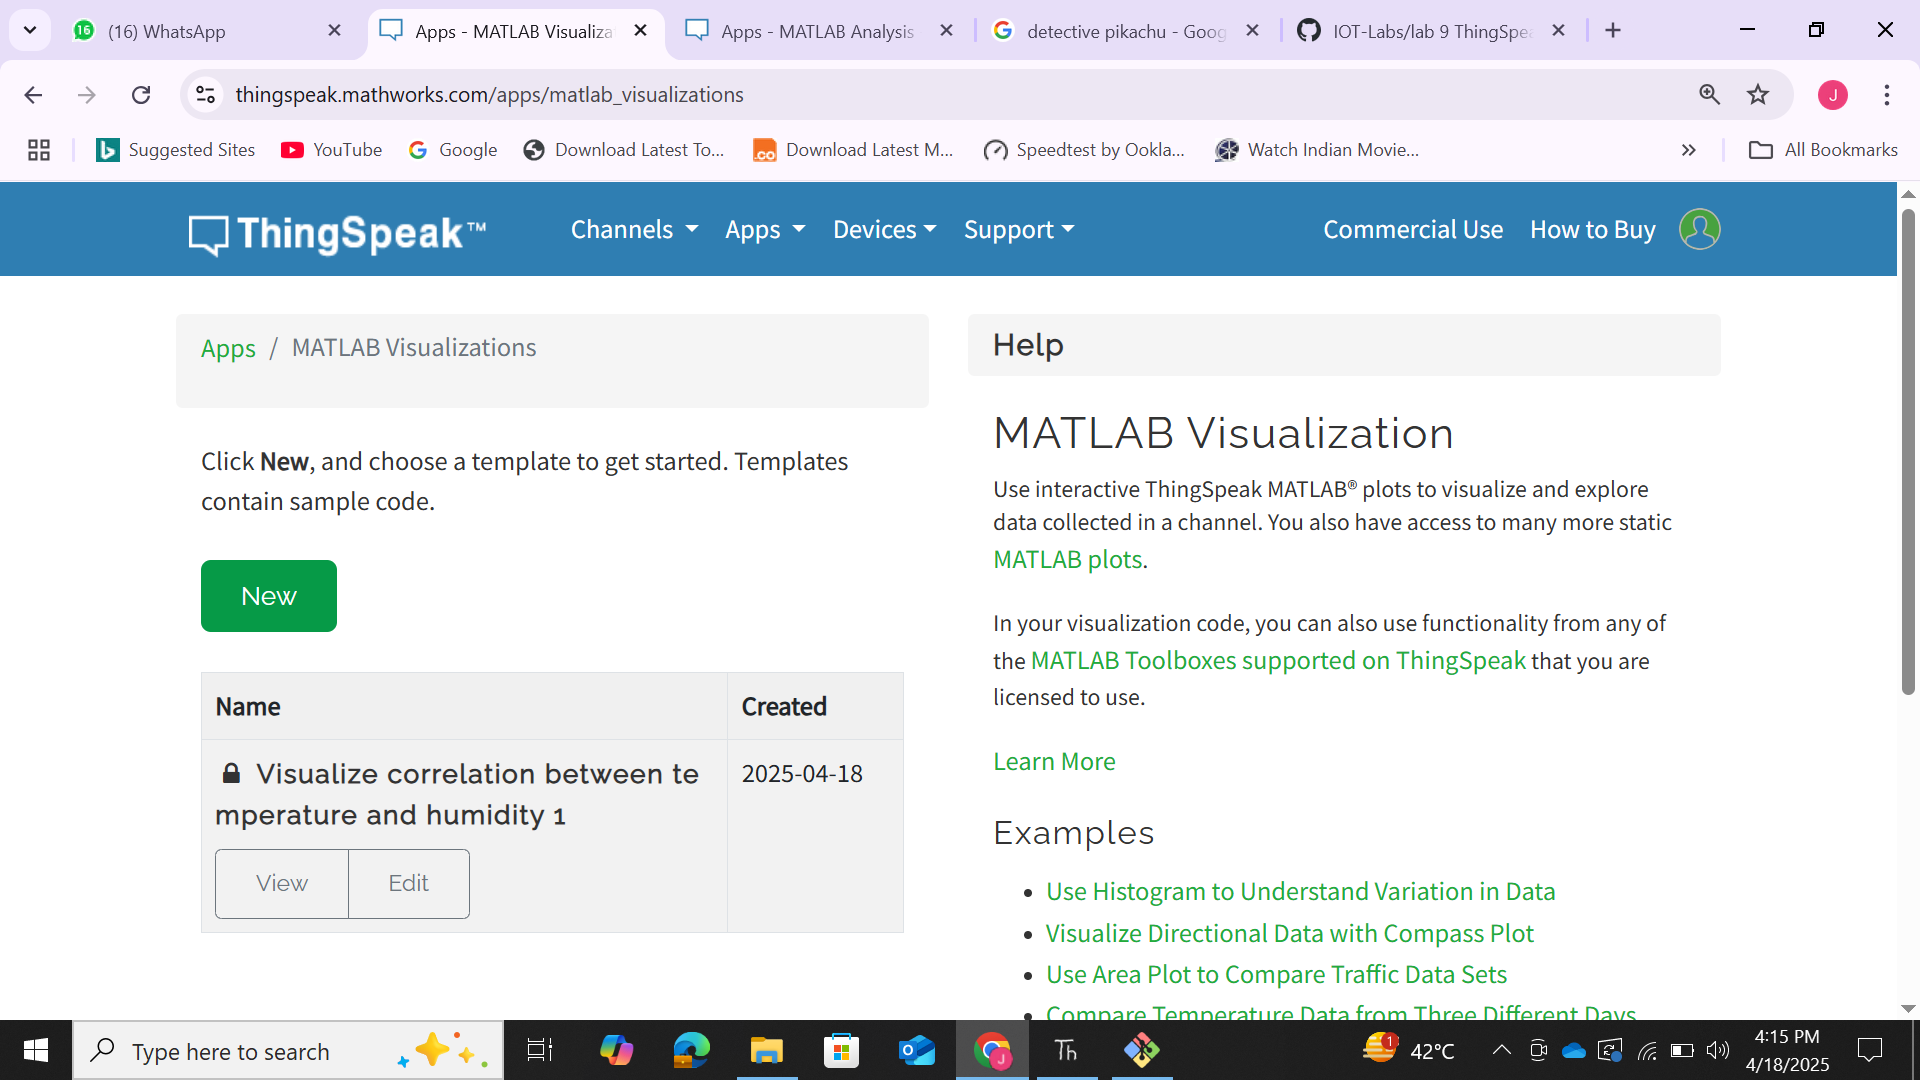 16 (16) WhatsApp
Apps - MATLAB Visualiza
Apps - MATLAB Analysis
detective pikachu - Goog
IOT-Labs/lab 9 ThingSpea
thingspeak.mathworks.com/apps/matlab_visualizations
J
Suggested Sites
YouTube
Google
Download Latest To...
Download Latest M...
Speedtest by Ookla...
Watch Indian Movie...
All Bookmarks
ThingSpeak™
Channels
Apps
Devices
Support
Commercial Use
How to Buy
Apps / MATLAB Visualizations
Click New, and choose a template to get started. Templates
contain sample code.
New
Name
Created
Visualize correlation between te
mperature and humidity 1
2025-04-18
View
Edit
Help
MATLAB Visualization
Use interactive ThingSpeak MATLAB® plots to visualize and explore
data collected in a channel. You also have access to many more static
MATLAB plots.
In your visualization code, you can also use functionality from any of
the MATLAB Toolboxes supported on ThingSpeak that you are
licensed to use.
Learn More
Examples
• Use Histogram to Understand Variation in Data
• Visualize Directional Data with Compass Plot
• Use Area Plot to Compare Traffic Data Sets
• Compare Temperature Data from Three Different Days
Type here to search
J
Th
1
42°C
4:15 PM
4/18/2025